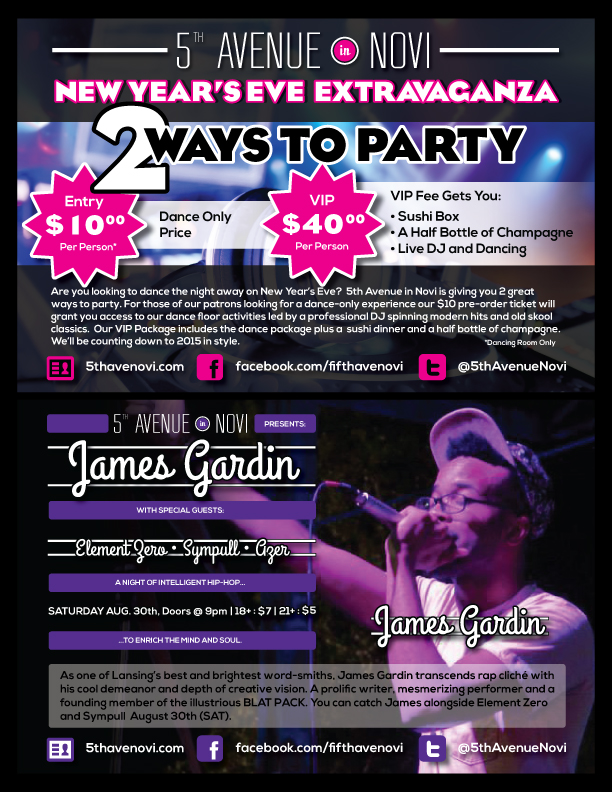 5TH AVENUE in NOVI
NEW YEAR'S EVE EXTRAVAGANZA
2 WAYS TO PARTY
Entry
$10.00
Per Person*
Dance Only
Price
VIP
$40.00
Per Person
VIP Fee Gets You:
• Sushi Box
• A Half Bottle of Champagne
• Live DJ and Dancing
Are you looking to dance the night away on New Year's Eve? 5th Avenue in Novi is giving you 2 great
ways to party. For those of our patrons looking for a dance-only experience our $10 pre-order ticket will
grant you access to our dance floor activities led by a professional DJ spinning modern hits and old skool
classics. Our VIP Package includes the dance package plus a sushi dinner and a half bottle of champagne.
We'll be counting down to 2015 in style.
*Dancing Room Only
5thavenovi.com facebook.com/fifthavenovi @5thAvenueNovi
5TH AVENUE in NOVI PRESENTS:
James Gardin
WITH SPECIAL GUESTS:
Element Zero • Sympull • Azer
A NIGHT OF INTELLIGENT HIP-HOP...
SATURDAY AUG. 30th, Doors @ 9pm | 18+ : $7 | 21+ : $5
...TO ENRICH THE MIND AND SOUL.
James Gardin
As one of Lansing's best and brightest word-smiths, James Gardin transcends rap cliché with
his cool demeanor and depth of creative vision. A prolific writer, mesmerizing performer and a
founding member of the illustrious BLAT PACK. You can catch James alongside Element Zero
and Sympull August 30th (SAT).
5thavenovi.com facebook.com/fifthavenovi @5thAvenueNovi